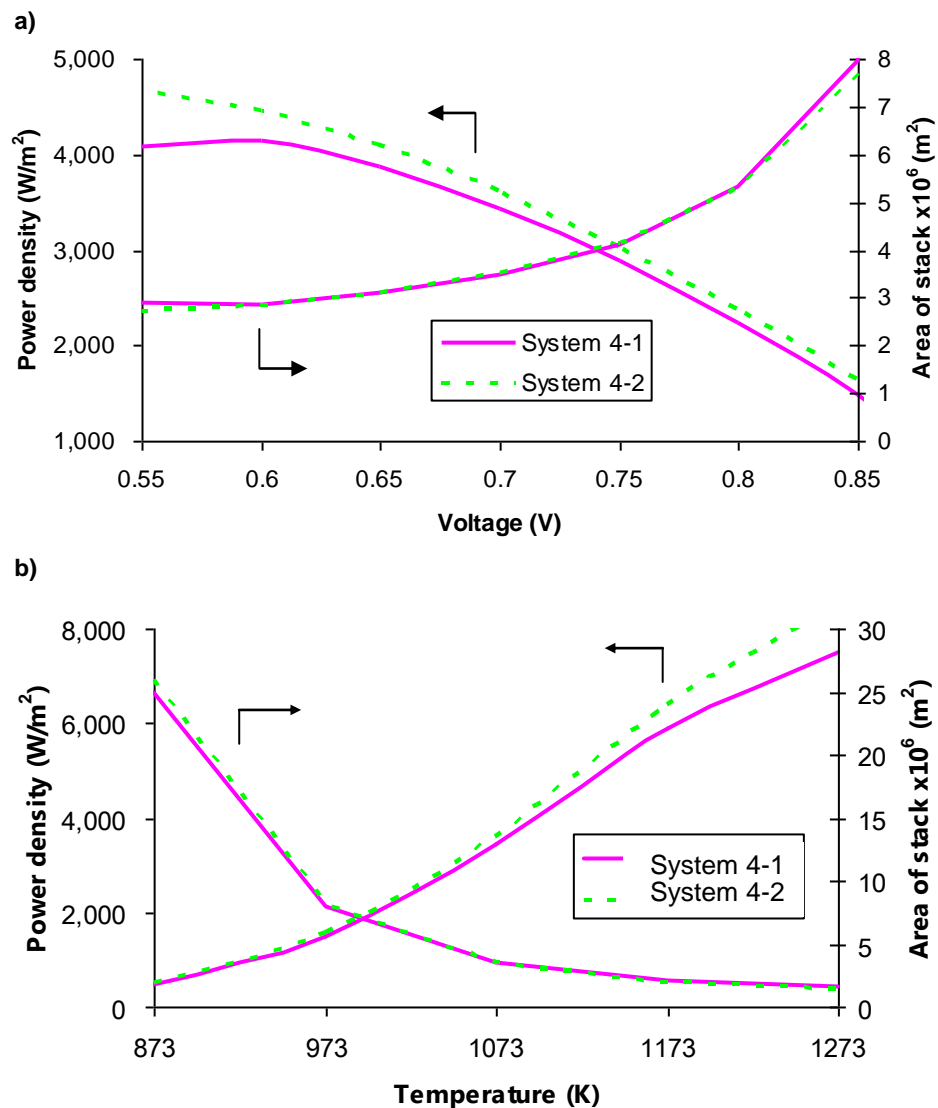 a)
Power density (W/m²)
5,000
4,000
3,000
2,000
1,000
8
7
6
5
4
3
2
1
0
Area of stack x10⁶ (m²)
System 4-1
System 4-2
0.55 0.6 0.65 0.7 0.75 0.8 0.85
Voltage (V)
b)
Power density (W/m²)
8,000
6,000
4,000
2,000
0
30
25
20
15
10
5
0
Area of stack x10⁶ (m²)
System 4-1
System 4-2
873 973 1073 1173 1273
Temperature (K)